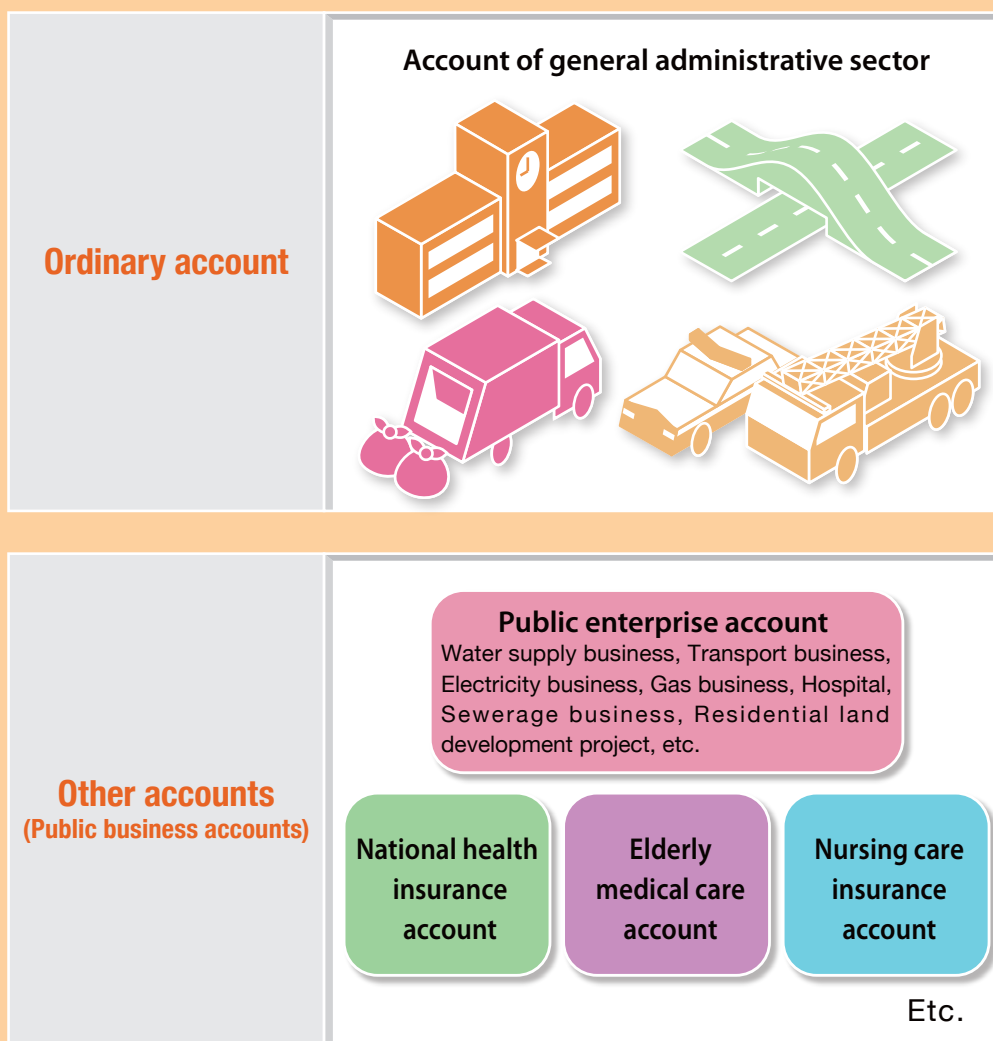 Account of general administrative sector
Ordinary account
Public enterprise account
Water supply business, Transport business,
Electricity business, Gas business, Hospital,
Sewerage business, Residential land
development project, etc.
Other accounts
(Public business accounts)
National health
insurance
account
Elderly
medical care
account
Nursing care
insurance
account
Etc.